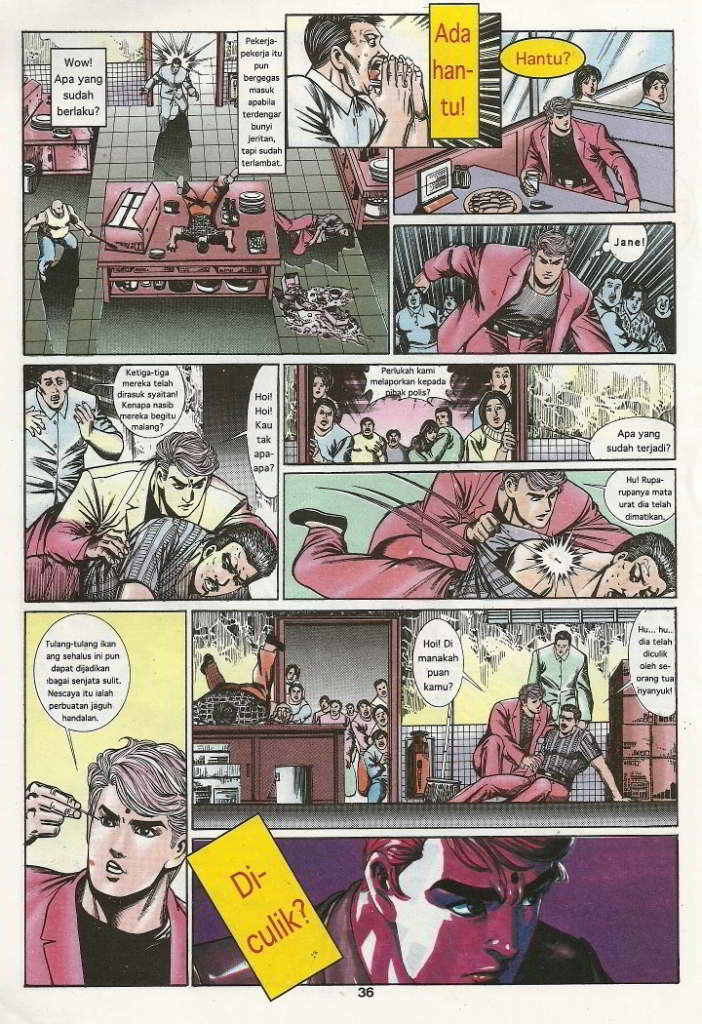 Wow!
Apa yang
sudah
berlaku?
Pekerja-
pekerja itu
pun
bergegas
masuk
apabila
terdengar
bunyi
jeritan,
tapi sudah
terlambat.
Ada
han-
tu!
Hantu?
Jane!
Ketiga-tiga
mereka telah
dirasuk syaitan!
Kenapa nasib
mereka begitu
malang?
Hoi!
Hoi!
Kau
tak
apa-
apa?
Perlukah kami
melaporkan kepada
pihak polis?
Apa yang
sudah terjadi?
Hu! Rupa-
rupanya mata
urat dia telah
dimatikan.
Tulang-tulang ikan
ang sehalus ini pun
dapat dijadikan
ebagai senjata sulit.
Nescaya itu ialah
perbuatan jaguh
handalan.
Hoi! Di
manakah
puan
kamu?
Hu... hu..
dia telah
diculik
oleh se-
orang tua
nyanyuk!
Di-
culik?
36